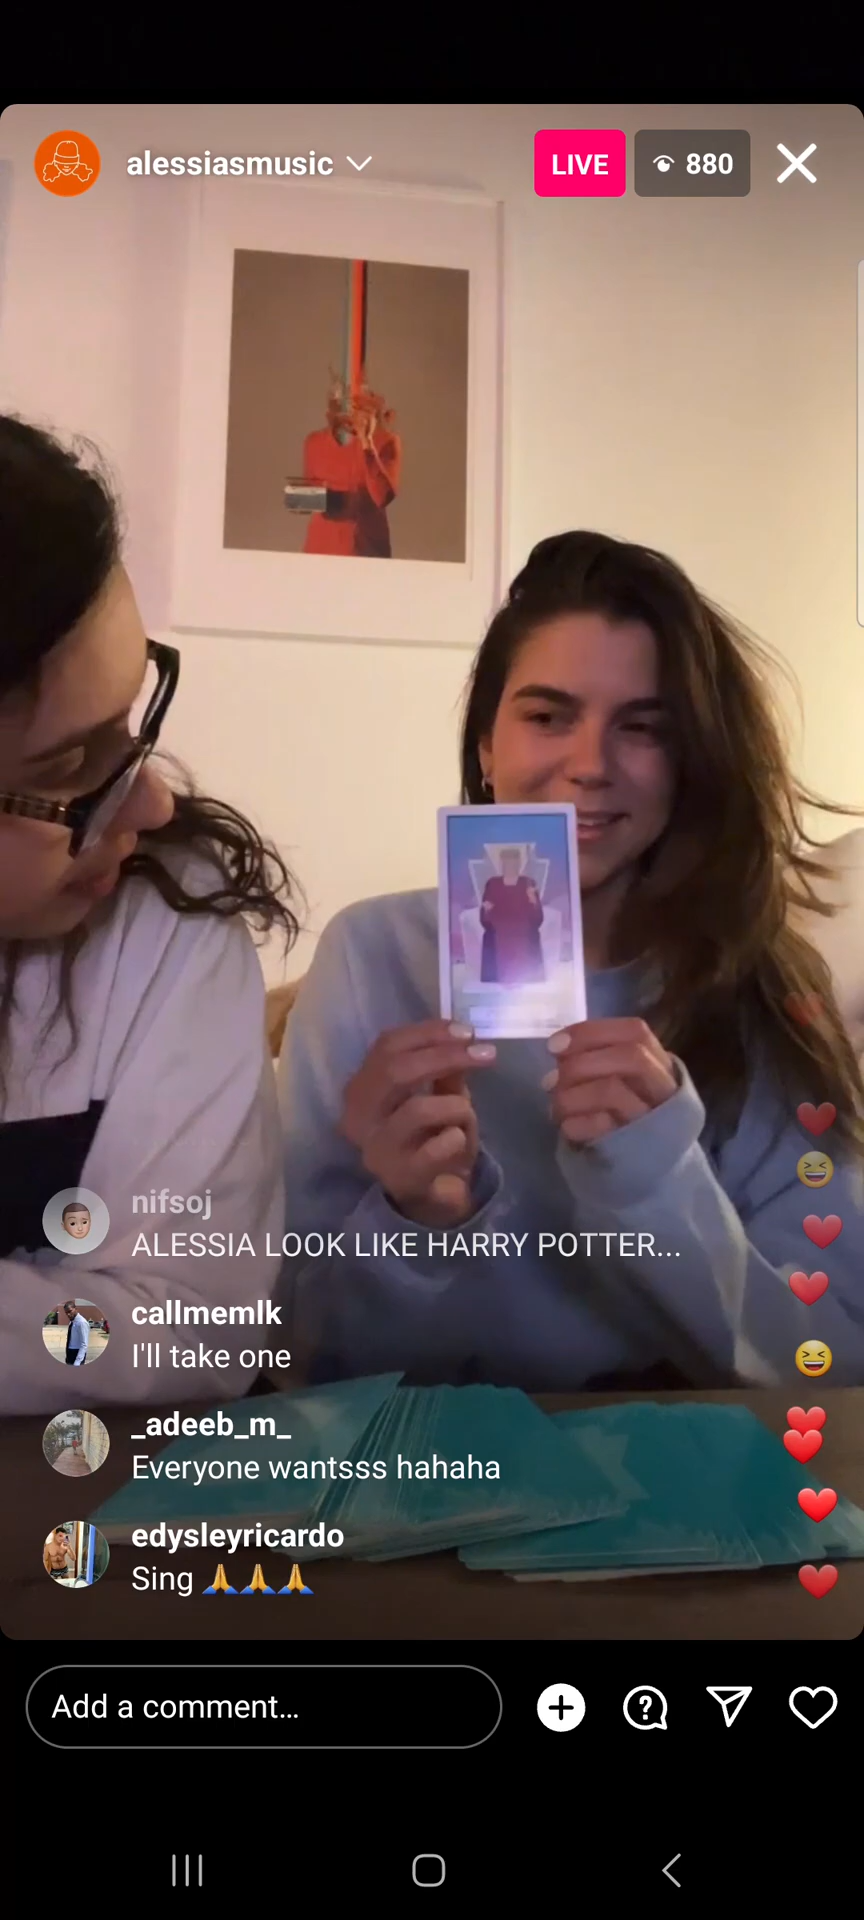 alessiasmusic
LIVE
880
nifsoj
ALESSIA LOOK LIKE HARRY POTTER...
callmemlk
I'll take one
_adeeb_m_
Everyone wantsss hahaha
edysleyricardo
Sing 🙏🙏🙏
Add a comment...